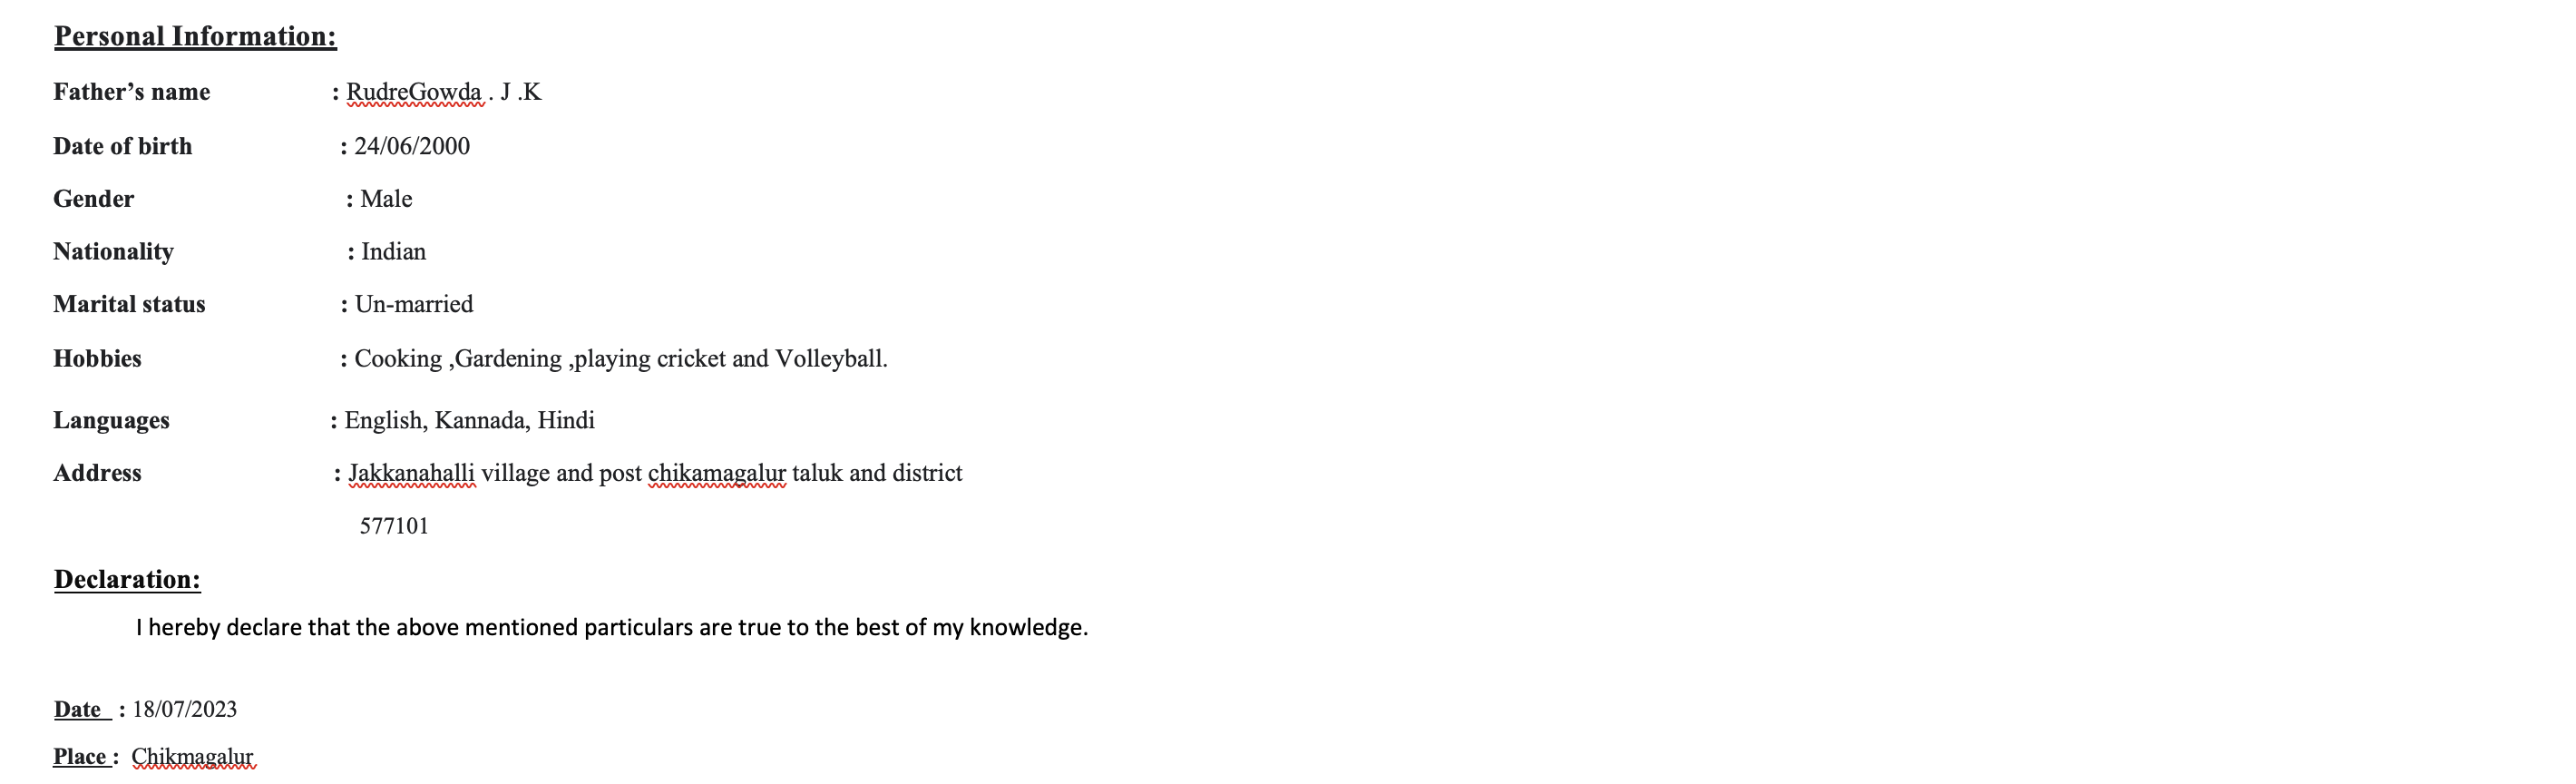 Personal Information:
Father’s name : RudreGowda . J .K
Date of birth : 24/06/2000
Gender : Male
Nationality : Indian
Marital status : Un-married
Hobbies : Cooking ,Gardening ,playing cricket and Volleyball.
Languages : English, Kannada, Hindi
Address : Jakkanahalli village and post chikamagalur taluk and district
577101
Declaration:
I hereby declare that the above mentioned particulars are true to the best of my knowledge.
Date : 18/07/2023
Place : Chikmagalur